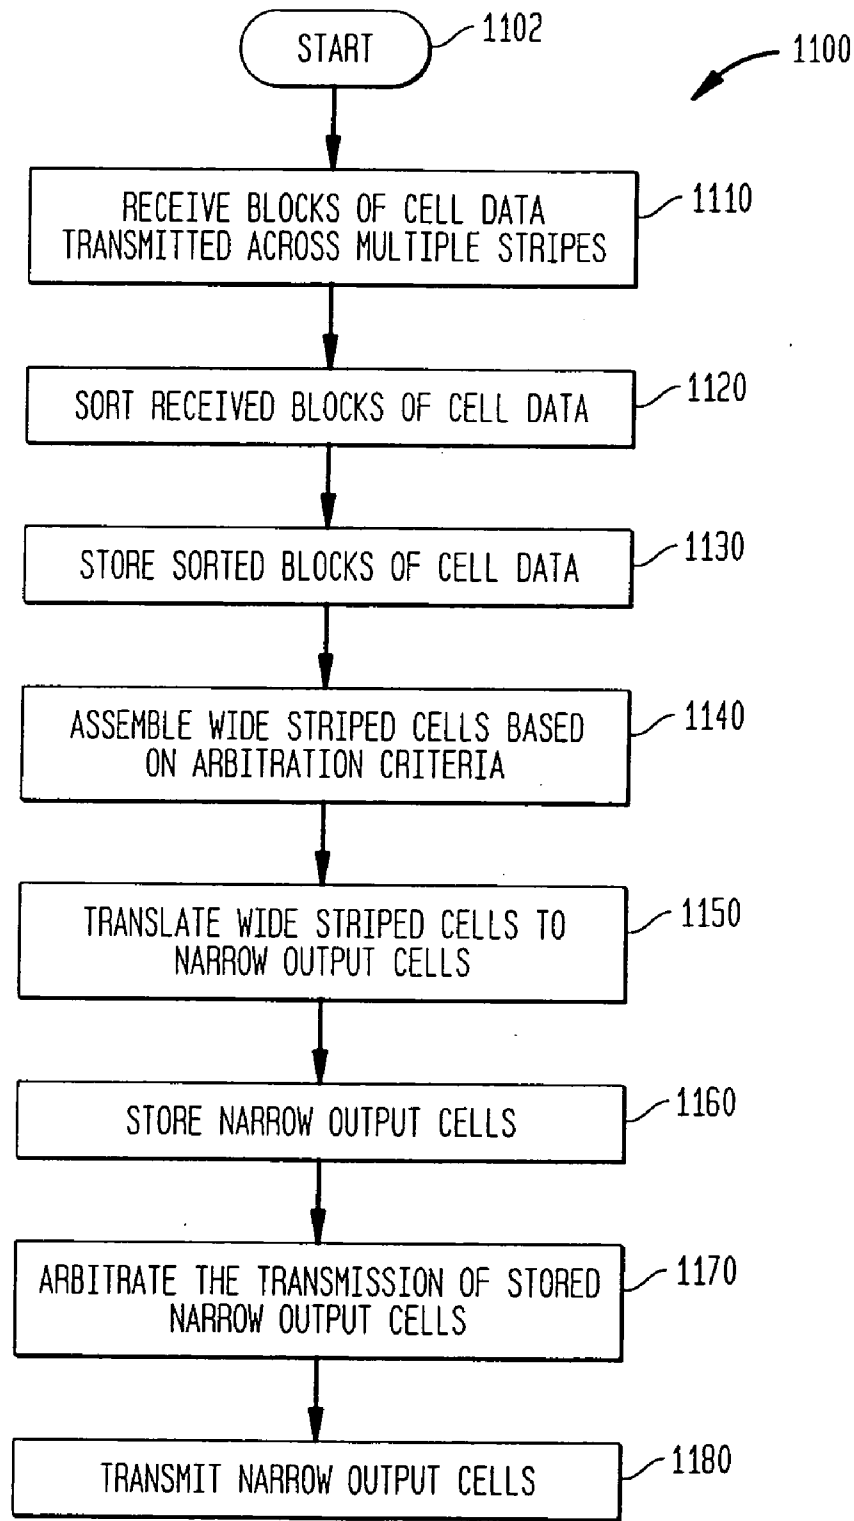 START
1102
1100
RECEIVE BLOCKS OF CELL DATA
TRANSMITTED ACROSS MULTIPLE STRIPES
1110
SORT RECEIVED BLOCKS OF CELL DATA
1120
STORE SORTED BLOCKS OF CELL DATA
1130
ASSEMBLE WIDE STRIPED CELLS BASED
ON ARBITRATION CRITERIA
1140
TRANSLATE WIDE STRIPED CELLS TO
NARROW OUTPUT CELLS
1150
STORE NARROW OUTPUT CELLS
1160
ARBITRATE THE TRANSMISSION OF STORED
NARROW OUTPUT CELLS
1170
TRANSMIT NARROW OUTPUT CELLS
1180